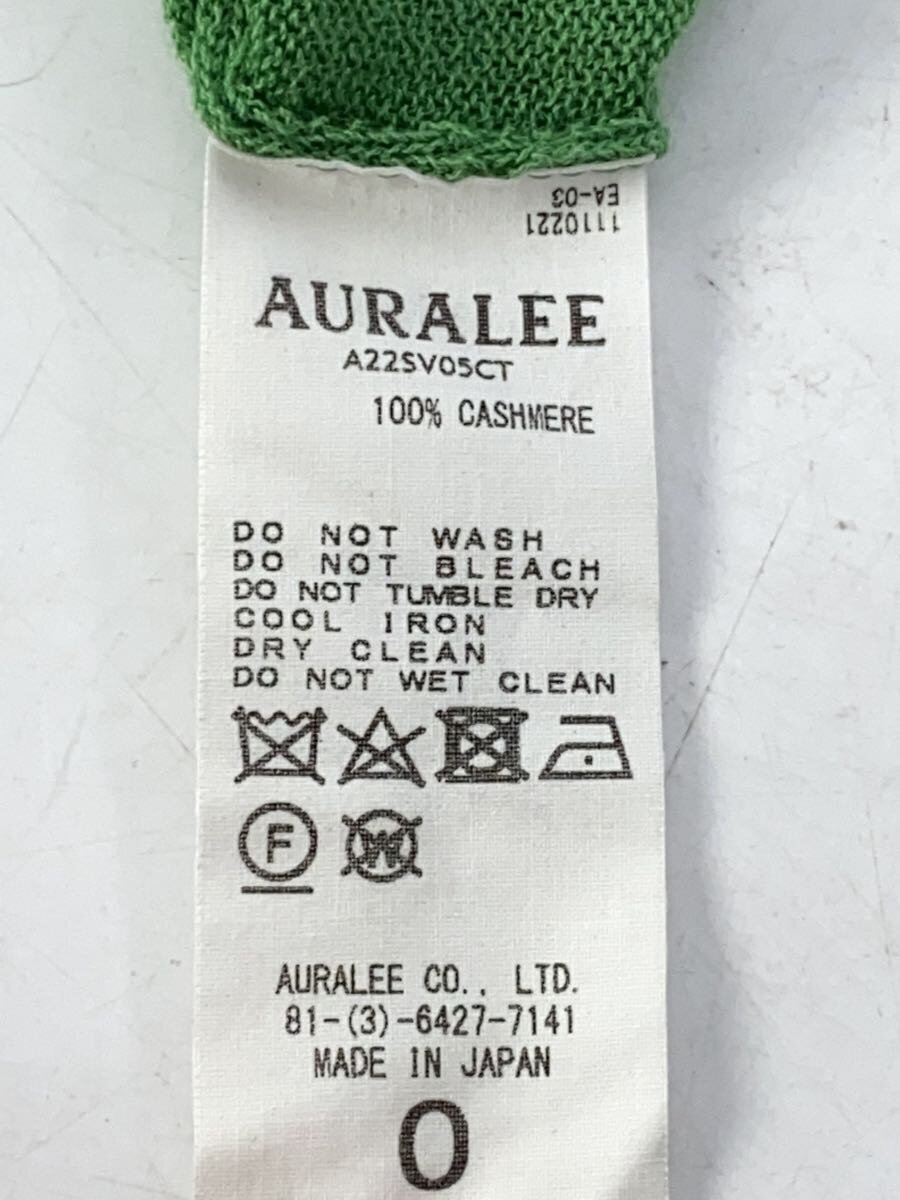 EA-03
1110221
AURALEE
A22SV05CT
100% CASHMERE
DO NOT WASH
DO NOT BLEACH
DO NOT TUMBLE DRY
COOL IRON
DRY CLEAN
DO NOT WET CLEAN
F W
AURALEE CO., LTD.
81-(3)-6427-7141
MADE IN JAPAN
0